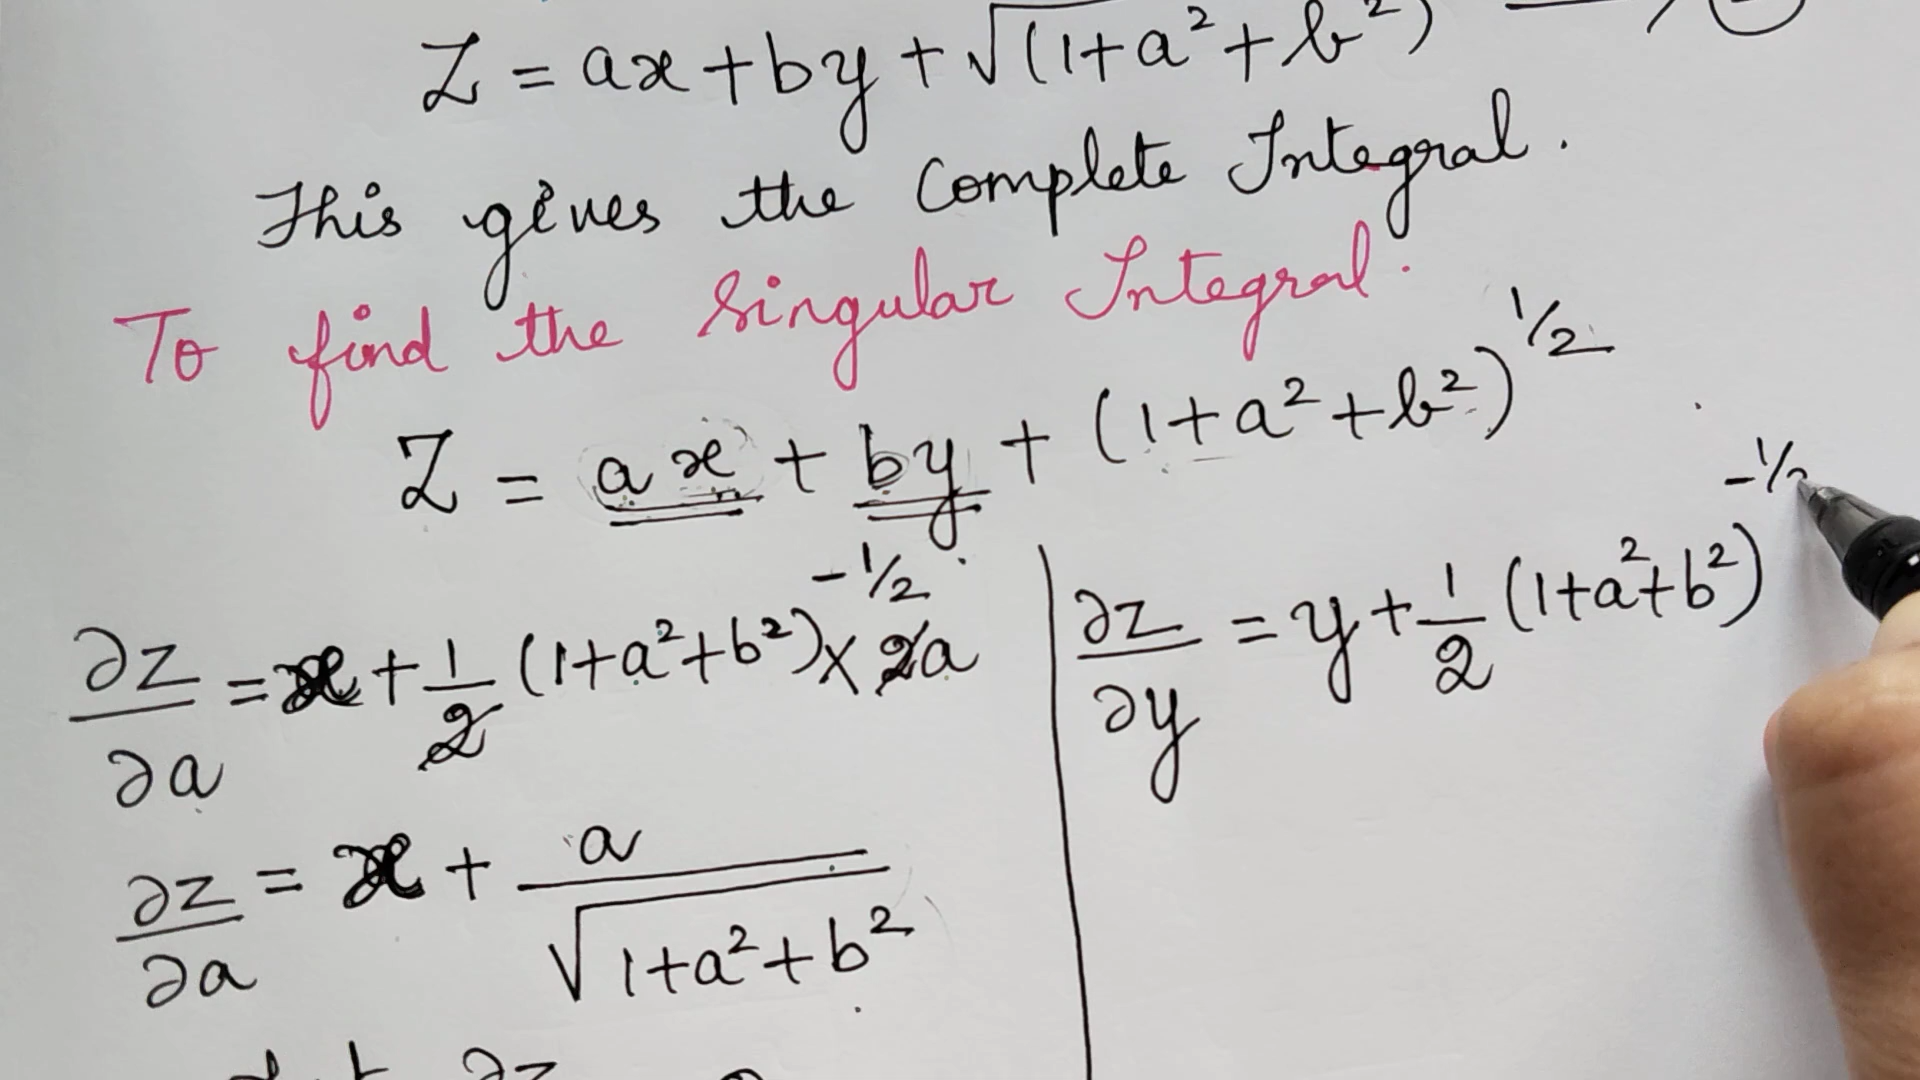 Z = ax + by + √(1+a²+b²)
This gives the Complete Integral.
To find the Singular Integral.
Z = ax + by + (1+a²+b²)^1/2
∂z/∂a = x + 1/2 (1+a²+b²)^-1/2 × 2a
∂z/∂a = x + a/√1+a²+b²
∂z/∂y = y + 1/2 (1+a²+b²)^-1/2